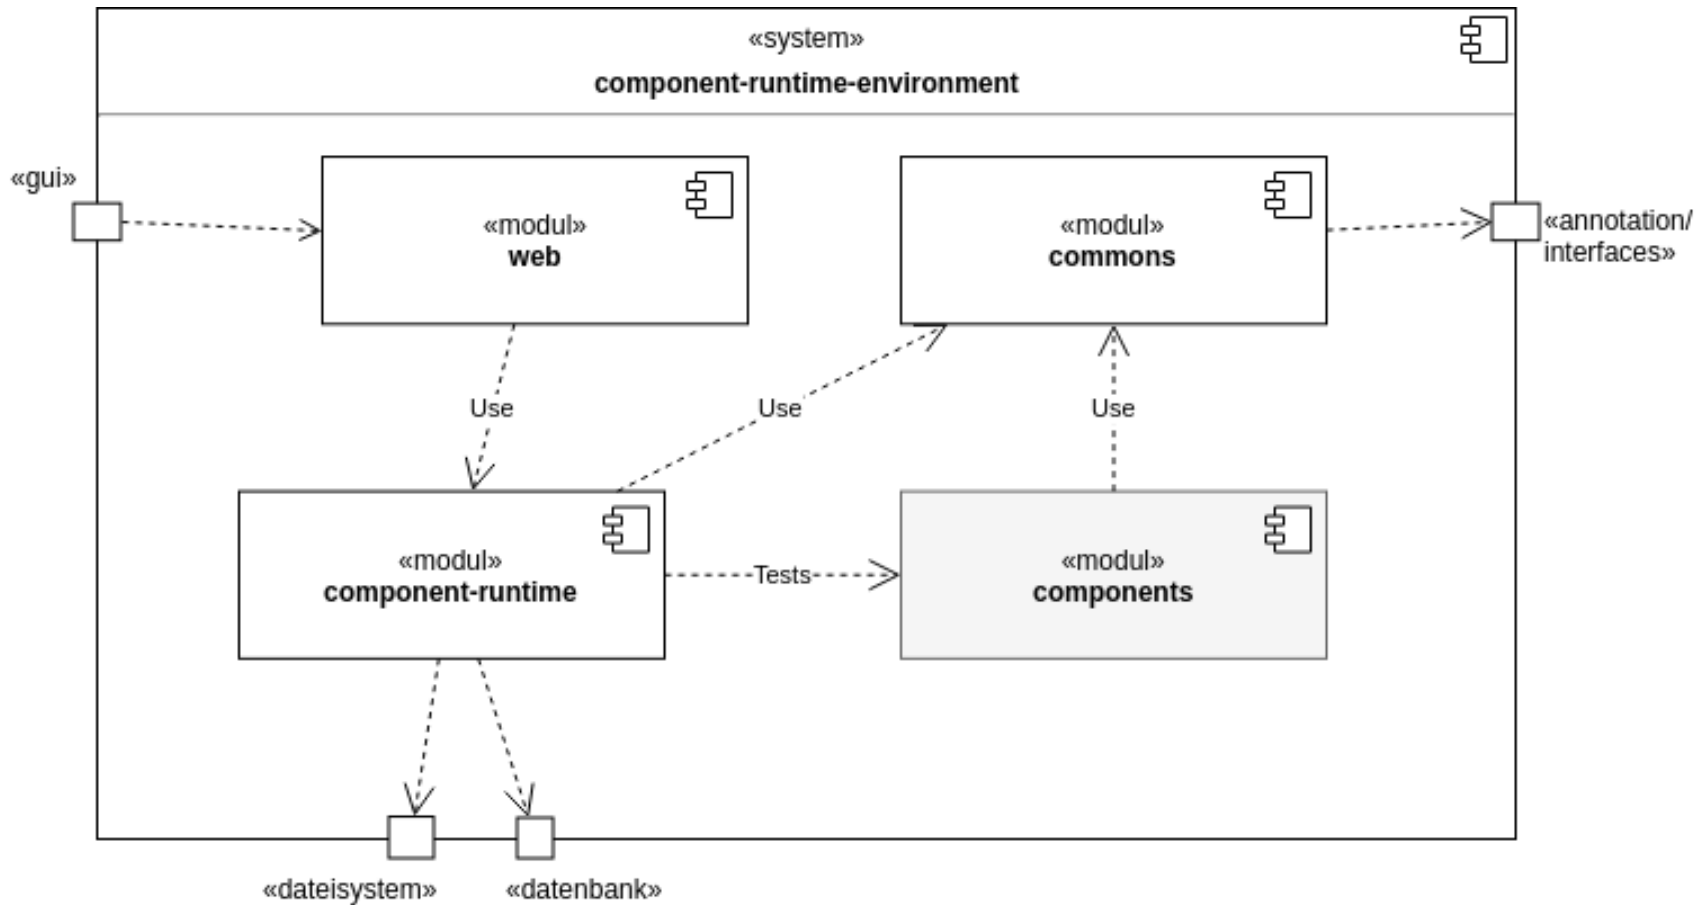 «system»
component-runtime-environment
«gui»
«modul»
web
«modul»
commons
«annotation/
interfaces»
Use
Use
Use
«modul»
component-runtime
Tests
«modul»
components
«dateisystem»
«datenbank»